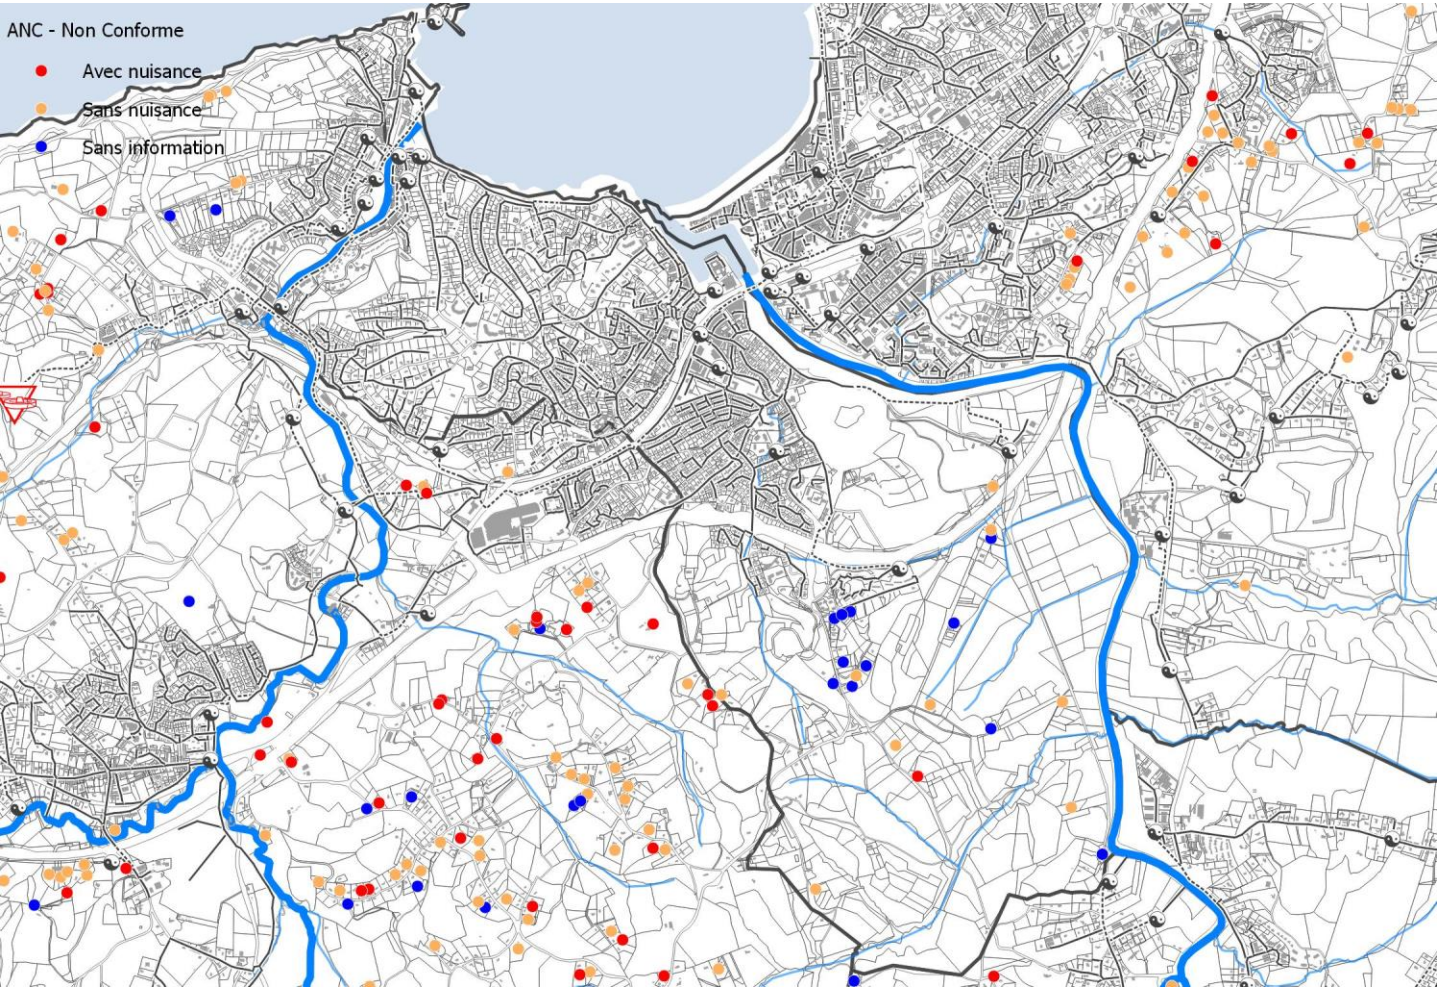 ANC - Non Conforme
Avec nuisance
Sans nuisance
Sans information